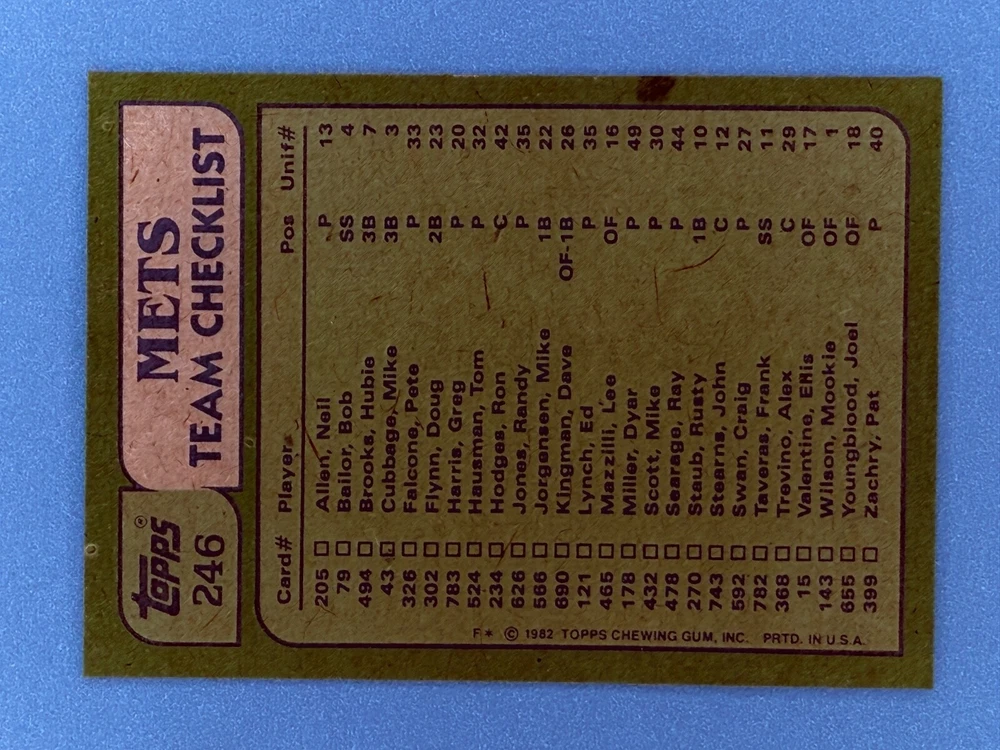 TOPPS®
246
METS
TEAM CHECKLIST
Card# Player Pos Unif#
205 □ Allen, Neil P 13
79 □ Bailor, Bob SS 4
494 □ Brooks, Hubie 3B 7
43 □ Cubbage, Mike 3B 3
326 □ Falcone, Pete P 33
302 □ Flynn, Doug 2B 23
783 □ Harris, Greg P 20
524 □ Hausman, Tom P 32
234 □ Hodges, Ron C 42
626 □ Jones, Randy P 35
566 □ Jorgensen, Mike 1B 22
690 □ Kingman, Dave OF-1B 26
121 □ Lynch, Ed P 35
465 □ Mazzilli, Lee OF 16
178 □ Miller, Dyar P 49
432 □ Scott, Mike P 30
478 □ Searage, Ray P 44
270 □ Staub, Rusty 1B 10
743 □ Stearns, John C 12
592 □ Swan, Craig P 27
782 □ Taveras, Frank SS 11
368 □ Trevino, Alex C 29
15 □ Valentine, Ellis OF 17
143 □ Wilson, Mookie OF 1
655 □ Youngblood, Joel OF 18
399 □ Zachry, Pat P 40
F* © 1982 TOPPS CHEWING GUM, INC. PRTD. IN U.S.A.